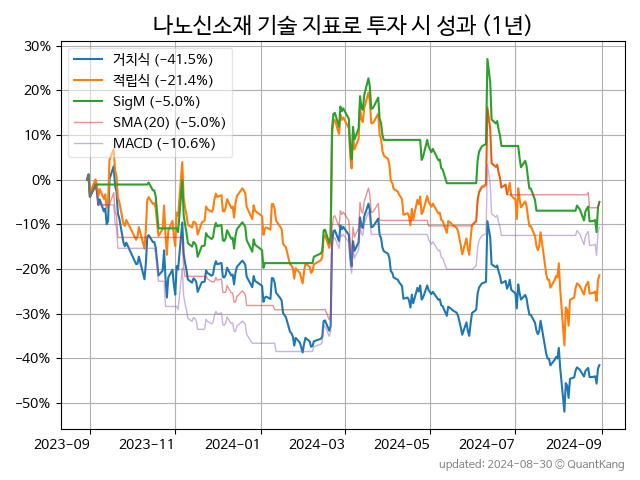 나노신소재 기술 지표로 투자 시 성과 (1년)
30%
20%
10%
0%
−10%
−20%
−30%
−40%
−50%
거치식 (−41.5%)
적립식 (−21.4%)
SigM (−5.0%)
SMA(20) (−5.0%)
MACD (−10.6%)
2023-09
2023-11
2024-01
2024-03
2024-05
2024-07
2024-09
updated: 2024-08-30 © QuantKang